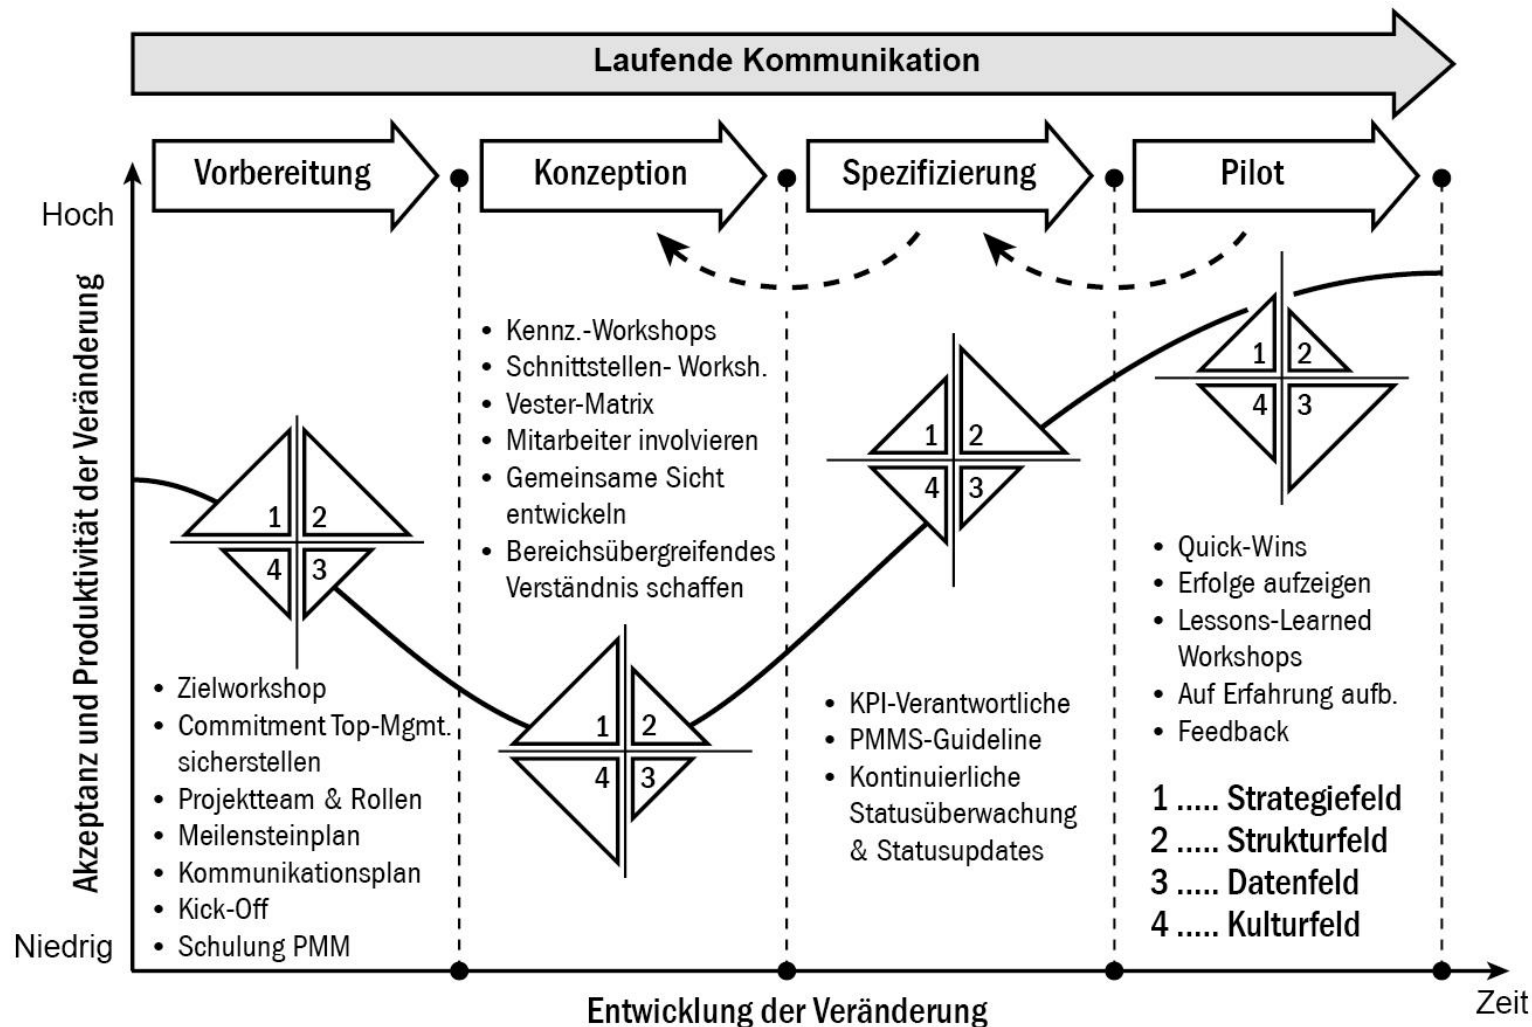 Laufende Kommunikation
Vorbereitung
Konzeption
Spezifizierung
Pilot
Hoch
Akzeptanz und Produktivität der Veränderung
Niedrig
1 2
4 3
• Zielworkshop
• Commitment Top-Mgmt.
sicherstellen
• Projektteam & Rollen
• Meilensteinplan
• Kommunikationsplan
• Kick-Off
• Schulung PMM
• Kennz.-Workshops
• Schnittstellen- Worksh.
• Vester-Matrix
• Mitarbeiter involvieren
• Gemeinsame Sicht
entwickeln
• Bereichsübergreifendes
Verständnis schaffen
1 2
4 3
1 2
4 3
• KPI-Verantwortliche
• PMMS-Guideline
• Kontinuierliche
Statusüberwachung
& Statusupdates
1 2
4 3
• Quick-Wins
• Erfolge aufzeigen
• Lessons-Learned
Workshops
• Auf Erfahrung aufb.
• Feedback
1 ..... Strategiefeld
2 ..... Strukturfeld
3 ..... Datenfeld
4 ..... Kulturfeld
Entwicklung der Veränderung
Zeit